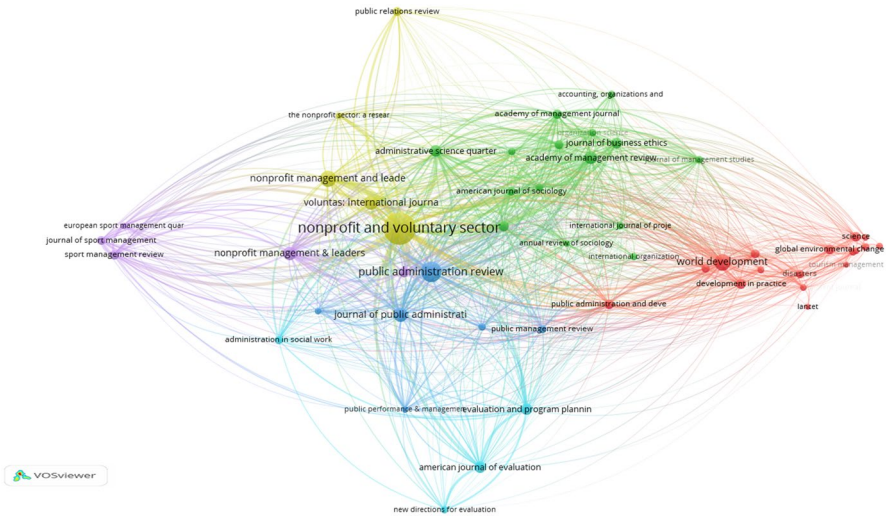 public relations review
accounting, organizations and
the nonprofit sector: a resear
academy of management journal
organization science
journal of business ethics
administrative science quarter
academy of management review
journal of management studies
nonprofit management and leade
american journal of sociology
voluntas: international journa
european sport management quar
nonprofit and voluntary sector
international journal of proje
journal of sport management
annual review of sociology
science
sport management review
nonprofit management & leaders
international organization
global environmental change
world development
tourism management
public administration review
disasters
development in practice
public administration and deve
lancet
journal of public administrati
public management review
administration in social work
public performance & managemen
evaluation and program plannin
american journal of evaluation
VOSviewer
new directions for evaluation